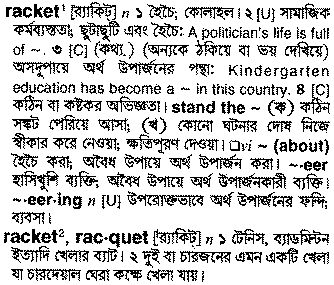 racket¹ [র‍্যাকিট্] n ১ হৈচৈ; কোলাহল। ২ [U] সামাজিক
কর্মব্যস্ততা; ছুটাছুটি এবং হৈচৈ: A politician's life is full
of ~. ৩ [C] (কথ্য.) (অন্যকে ঠকিয়ে বা ভয় দেখিয়ে)
অসদুপায়ে অর্থ উপার্জনের পন্থা: Kindergarten
education has become a ~ in this country. ৪ [C]
কঠিন বা কষ্টকর অভিজ্ঞতা। stand the ~ (ক) কঠিন
সঙ্কট পেরিয়ে আসা; (খ) কোনো ঘটনার দোষ নিজে
স্বীকার করে নেওয়া; ক্ষতিপূরণ দেওয়া। □vi ~ (about)
হৈচৈ করা; অবৈধ উপায়ে অর্থ উপার্জন করা। ~·eer
হাসিখুশি ব্যক্তি; অবৈধ উপায়ে অর্থ উপার্জনকারী ব্যক্তি।
~·eer·ing n [U] উপরোক্তভাবে অর্থ উপার্জনের ফন্দি;
ব্যবসা।
racket², rac·quet [র‍্যাকিট্] n ১ টেনিস, ব্যাডমিন্টন
ইত্যাদি খেলার ব্যাট। ২ দুই বা চারজনের এমন একটি খেলা
যা চারদেয়াল ঘেরা কক্ষে খেলা যায়।